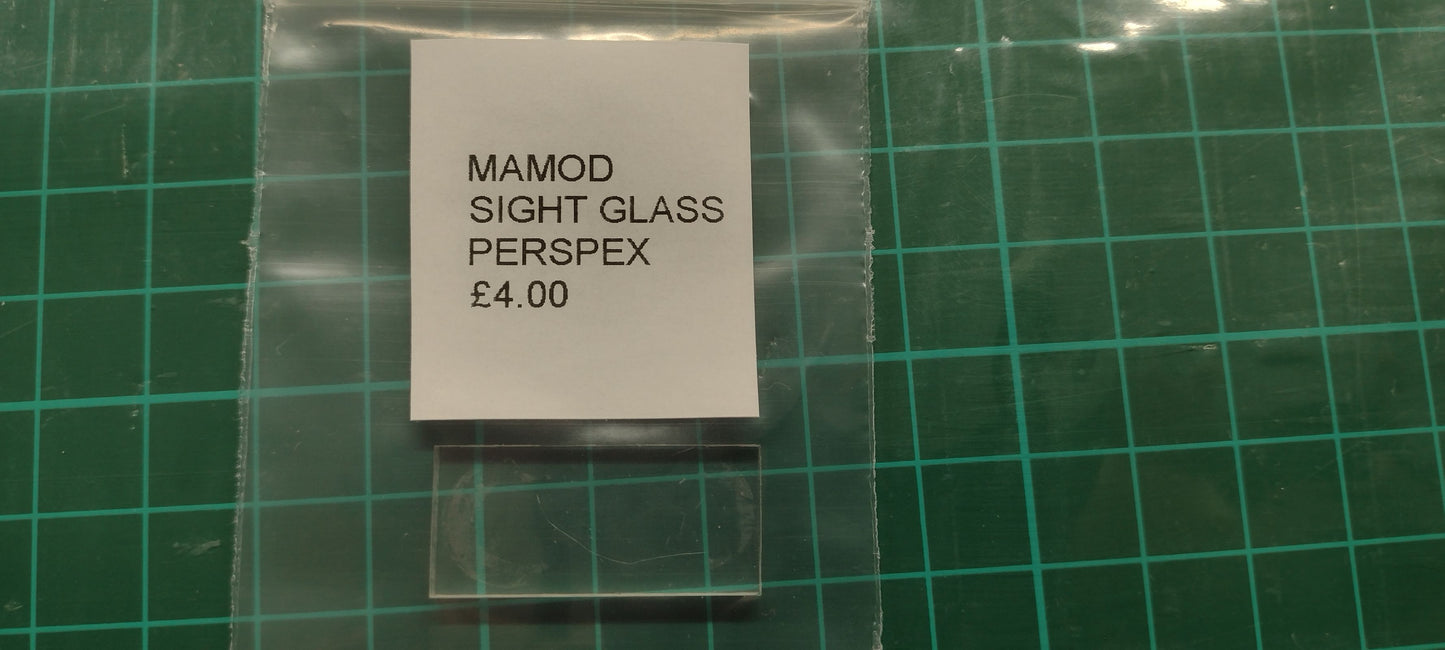 MAMOD
SIGHT GLASS
PERSPEX
£4.00